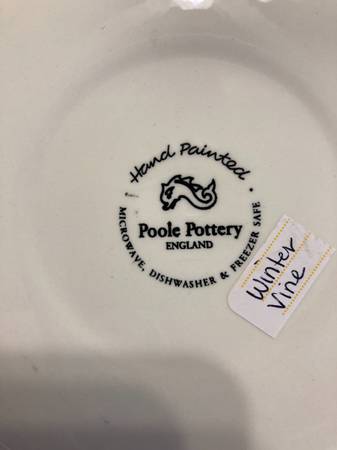 Hand Painted
Poole Pottery
ENGLAND
MICROWAVE, DISHWASHER & FREEZER SAFE
Winter
Vine